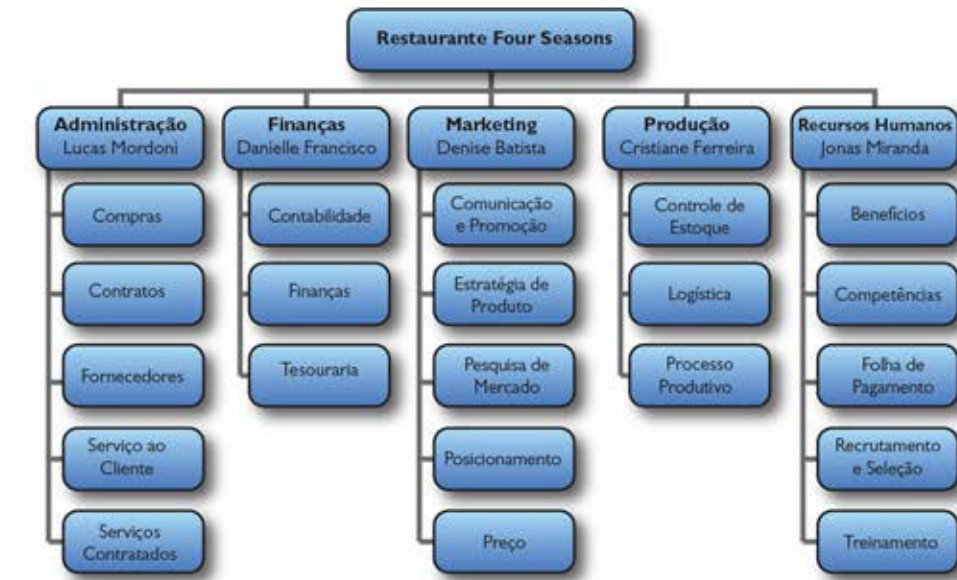 Restaurante Four Seasons
Administração
Lucas Mordoni
Compras
Contratos
Fornecedores
Serviço ao
Cliente
Serviços
Contratados
Finanças
Danielle Francisco
Contabilidade
Finanças
Tesouraria
Marketing
Denise Batista
Comunicação
e Promoção
Estratégia de
Produto
Pesquisa de
Mercado
Posicionamento
Preço
Produção
Cristiane Ferreira
Controle de
Estoque
Logística
Processo
Produtivo
Recursos Humanos
Jonas Miranda
Benefícios
Competências
Folha de
Pagamento
Recrutamento
e Seleção
Treinamento